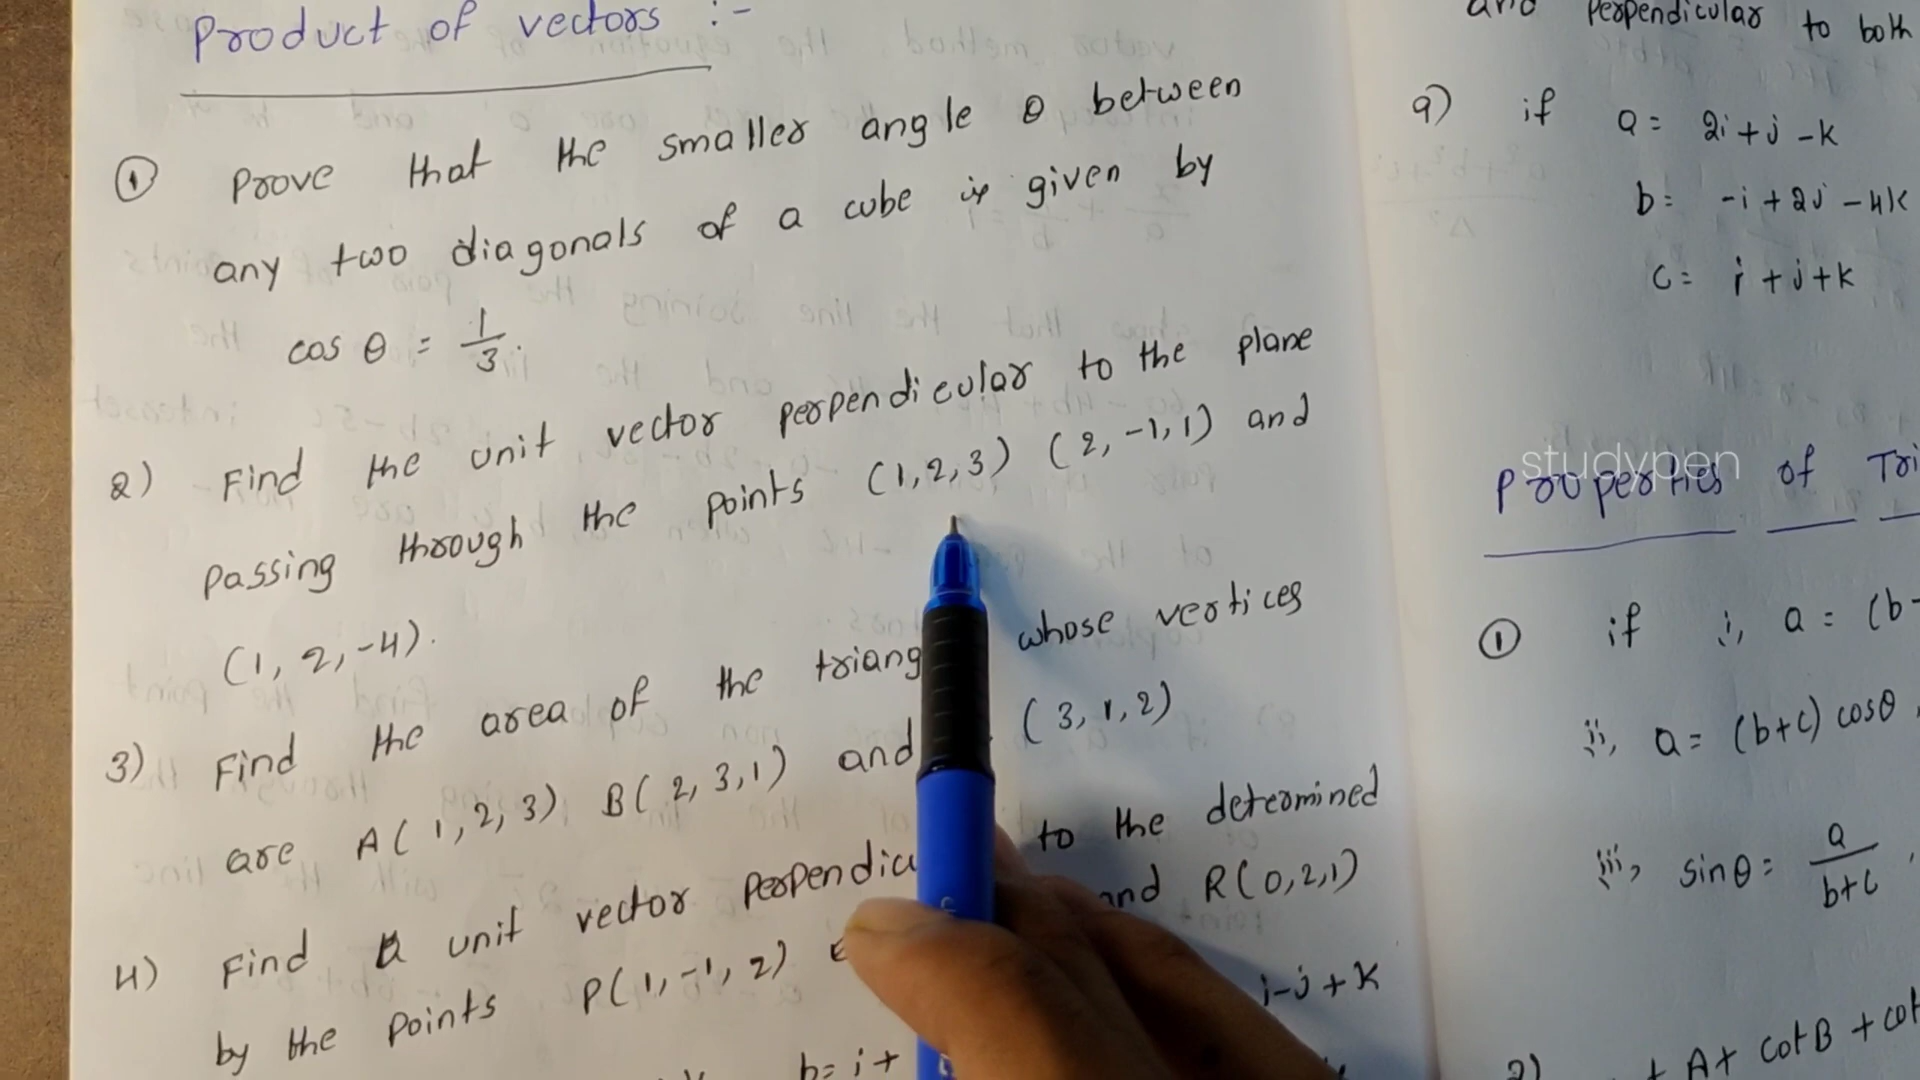 Product of vectors :-
① Prove that the smaller angle θ between
any two diagonals of a cube is given by
cos θ = 1/3.
2) Find the unit vector perpendicular to the plane
passing through the points (1,2,3) (2,-1,1) and
(1, 2, -4).
3) Find the area of the triang whose vertices
are A(1, 2, 3) B(2, 3, 1) and (3, 1, 2)
4) Find a unit vector perpendicu to the determined
by the points P(1, -1, 2) and R(0,2,1)
i-j+k
b= i+
and perpendicular to both
9) if a= 2i+j-k
b= -i+2j-4k
c= i+j+k
studypen
Properties of Tri
① if i, a = (b-
ii, a= (b+c) cosθ
iii, sinθ= a/b+c
2) + A+ cotB + cot